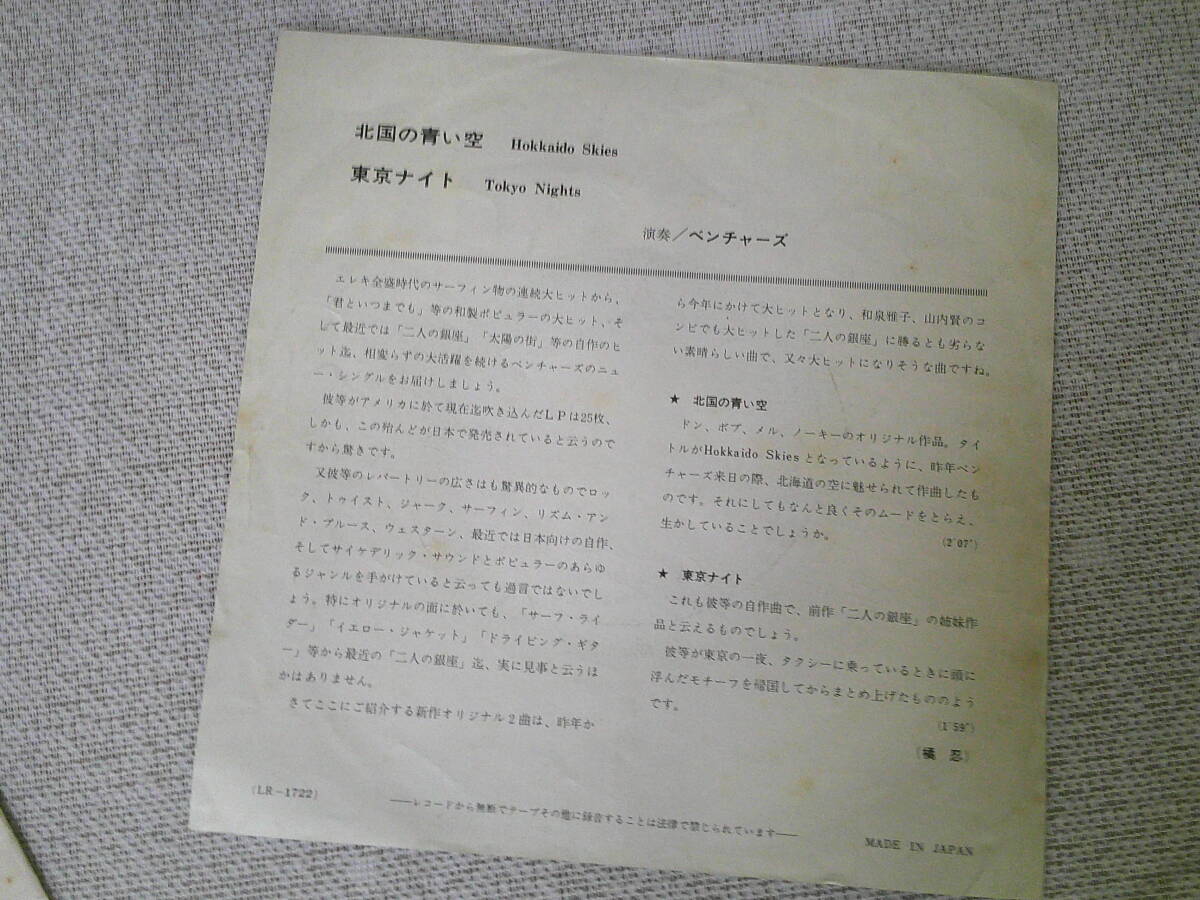 北国の青い空 Hokkaido Skies
東京ナイト Tokyo Nights
演奏／ベンチャーズ
エレキ全盛時代のサーフィン物の連続大ヒットから、
「君といつまでも」等の和製ポピュラーの大ヒット、そ
して最近では「二人の銀座」「太陽の街」等の自作のヒ
ット迄、相変らずの大活躍を続けるベンチャーズのニュ
ー・シングルをお届けしましょう。
彼等がアメリカに於て現在迄吹き込んだＬＰは25枚、
しかも、この殆んどが日本で発売されていると云うので
すから驚きです。
又彼等のレパートリーの広さはも驚異的なものでロッ
ク、トゥイスト、ジャーク、サーフィン、リズム・アン
ド・ブルース、ウェスターン、最近では日本向けの自作、
そしてサイケデリック・サウンドとポピュラーのあらゆ
るジャンルを手がけていると云っても過言ではないでし
ょう。特にオリジナルの面に於いても、「サーフ・ライ
ダー」「イエロー・ジャケット」「ドライビング・ギタ
ー」等から最近の「二人の銀座」迄、実に見事と云うほ
かはありません。
さてここにご紹介する新作オリジナル２曲は、昨年か
ら今年にかけて大ヒットとなり、和泉雅子、山内賢のコ
ンビでも大ヒットした「二人の銀座」に勝るとも劣らな
い素晴らしい曲で、又々大ヒットになりそうな曲ですね。
★ 北国の青い空
ドン、ボブ、メル、ノーキーのオリジナル作品。タイ
トルがHokkaido Skiesとなっているように、昨年ベン
チャーズ来日の際、北海道の空に魅せられて作曲したも
のです。それにしてもなんと良くそのムードをとらえ、
生かしていることでしょうか。
(2'07")
★ 東京ナイト
これも彼等の自作曲で、前作「二人の銀座」の姉妹作
品と云えるものでしょう。
彼等が東京の一夜、タクシーに乗っているときに頭に
浮んだモチーフを帰国してからまとめ上げたもののよう
です。
(1'59")
（橘 忍）
(LR－1722)
――レコードから無断でテープその他に録音することは法律で禁じられています――
MADE IN JAPAN